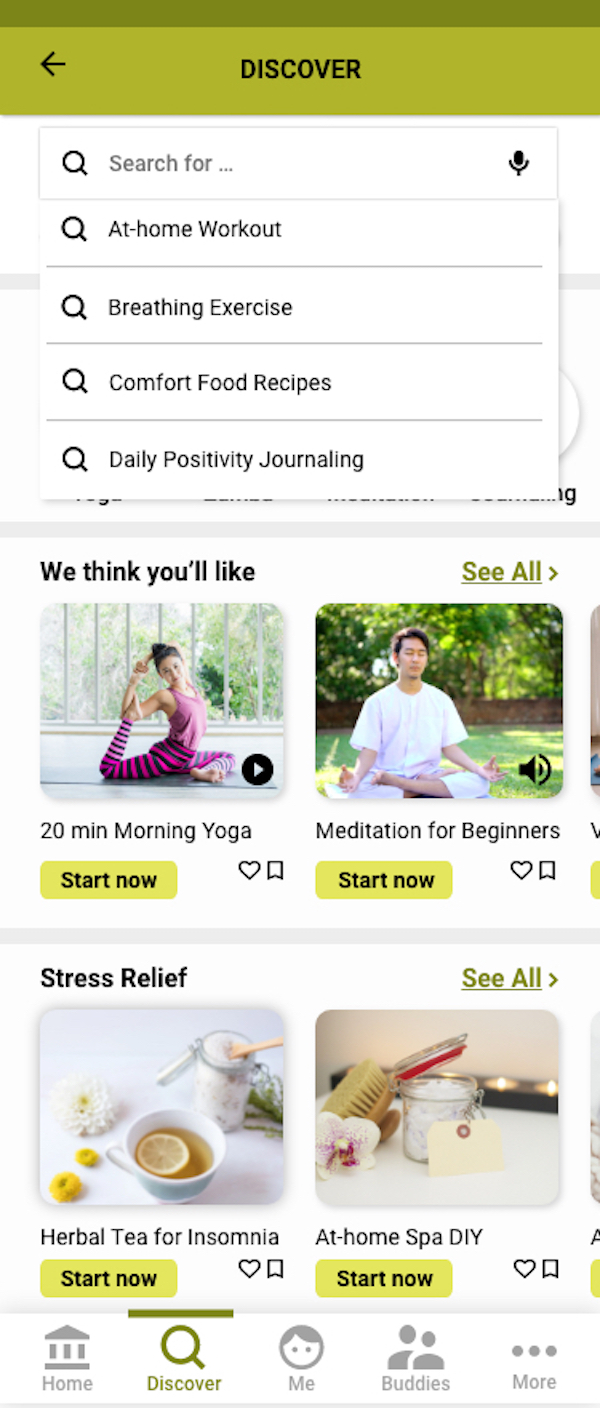 DISCOVER
Search for ...
At-home Workout
Breathing Exercise
Comfort Food Recipes
Daily Positivity Journaling
We think you’ll like
See All
20 min Morning Yoga
Meditation for Beginners
Start now
Start now
Stress Relief
See All
Herbal Tea for Insomnia
At-home Spa DIY
Start now
Start now
Home
Discover
Me
Buddies
More